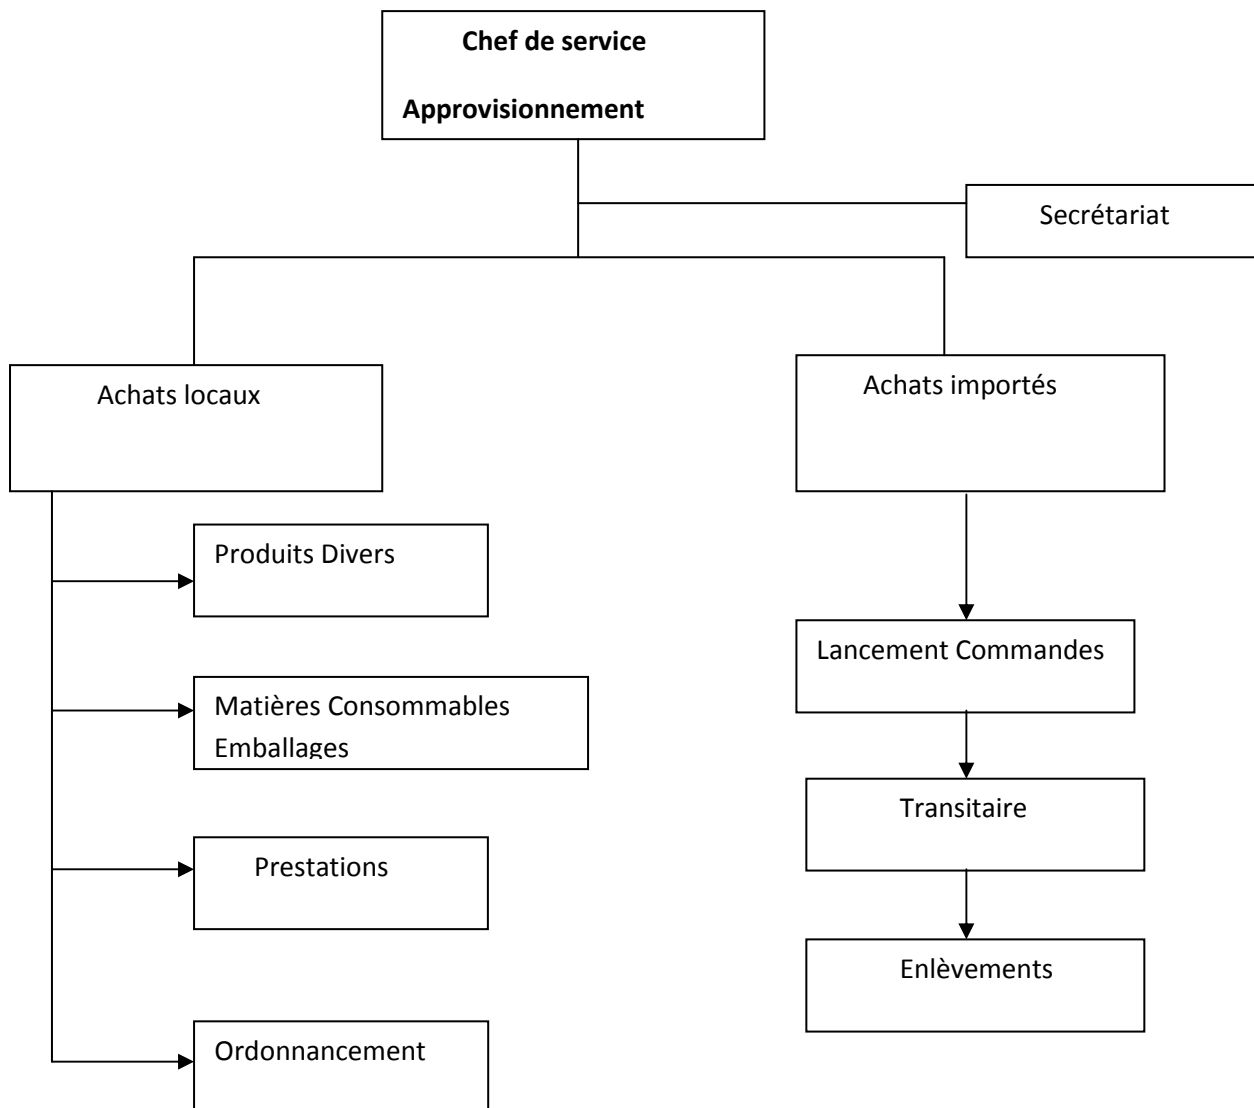 Chef de service
Approvisionnement
Secrétariat
Achats locaux
Achats importés
Produits Divers
Lancement Commandes
Matières Consommables
Emballages
Transitaire
Prestations
Enlèvements
Ordonnancement